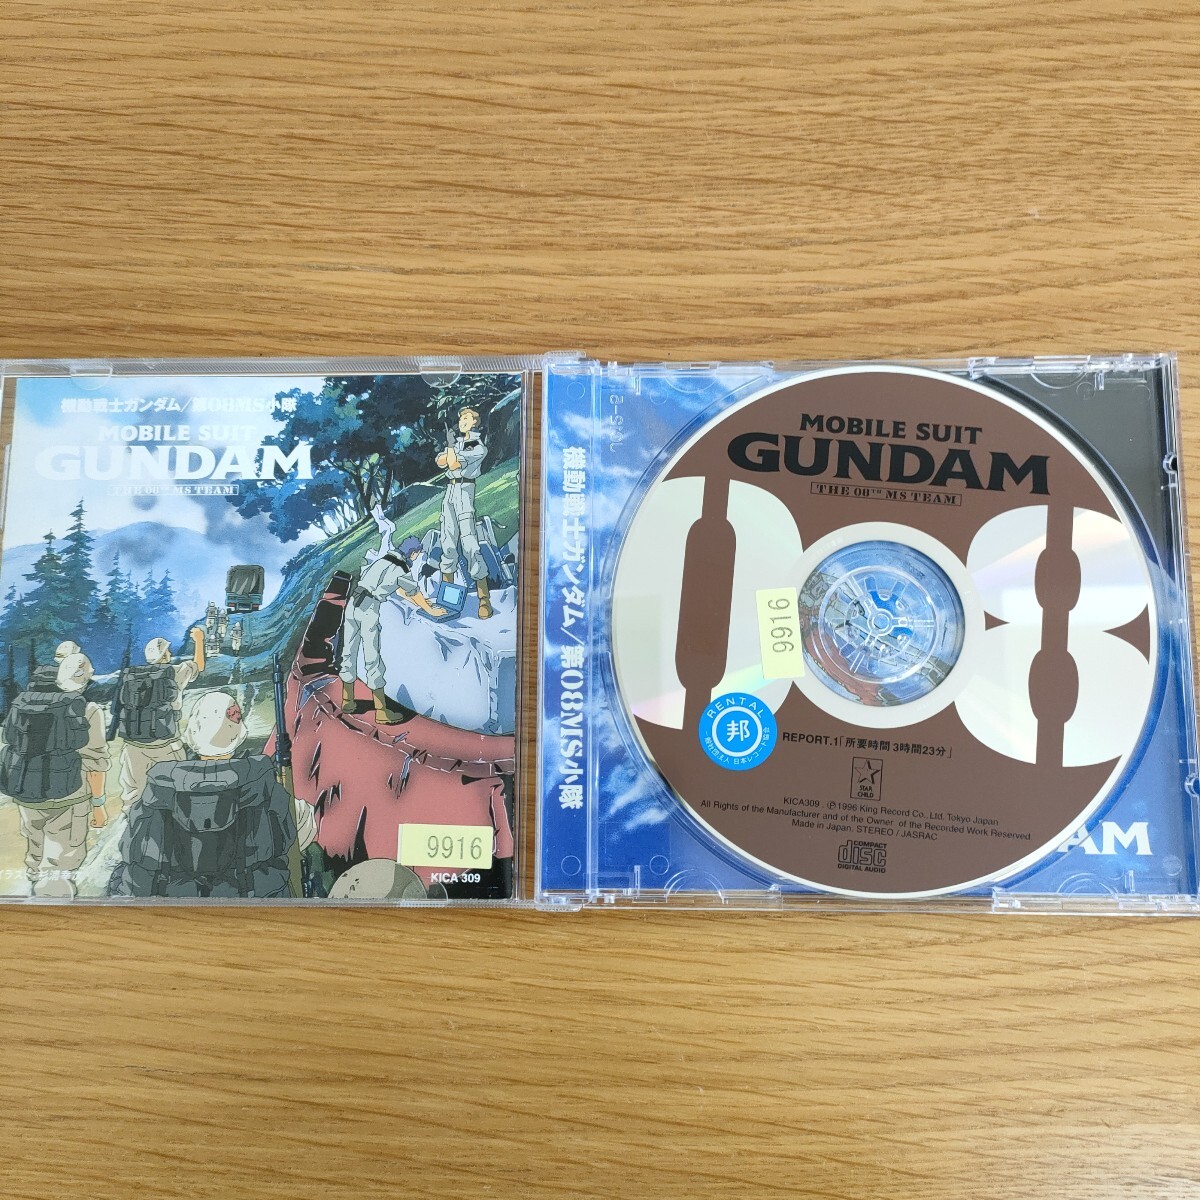 機動戦士ガンダム/第08MS小隊
MOBILE SUIT
GUNDAM
THE 08TH MS TEAM
9916
KICA 309
機動戦士ガンダム/第08MS小隊
MOBILE SUIT
GUNDAM
THE 08TH MS TEAM
08
9916
RENTAL
邦
REPORT.1「所要時間 3時間23分」
STAR
CHILD
KICA309 Ⓟ1996 King Record Co., Ltd. Tokyo Japan
All Rights of the Manufacturer and of the Owner of the Recorded Work Reserved.
Made in Japan. STEREO / JASRAC
COMPACT
disc
DIGITAL AUDIO
AM